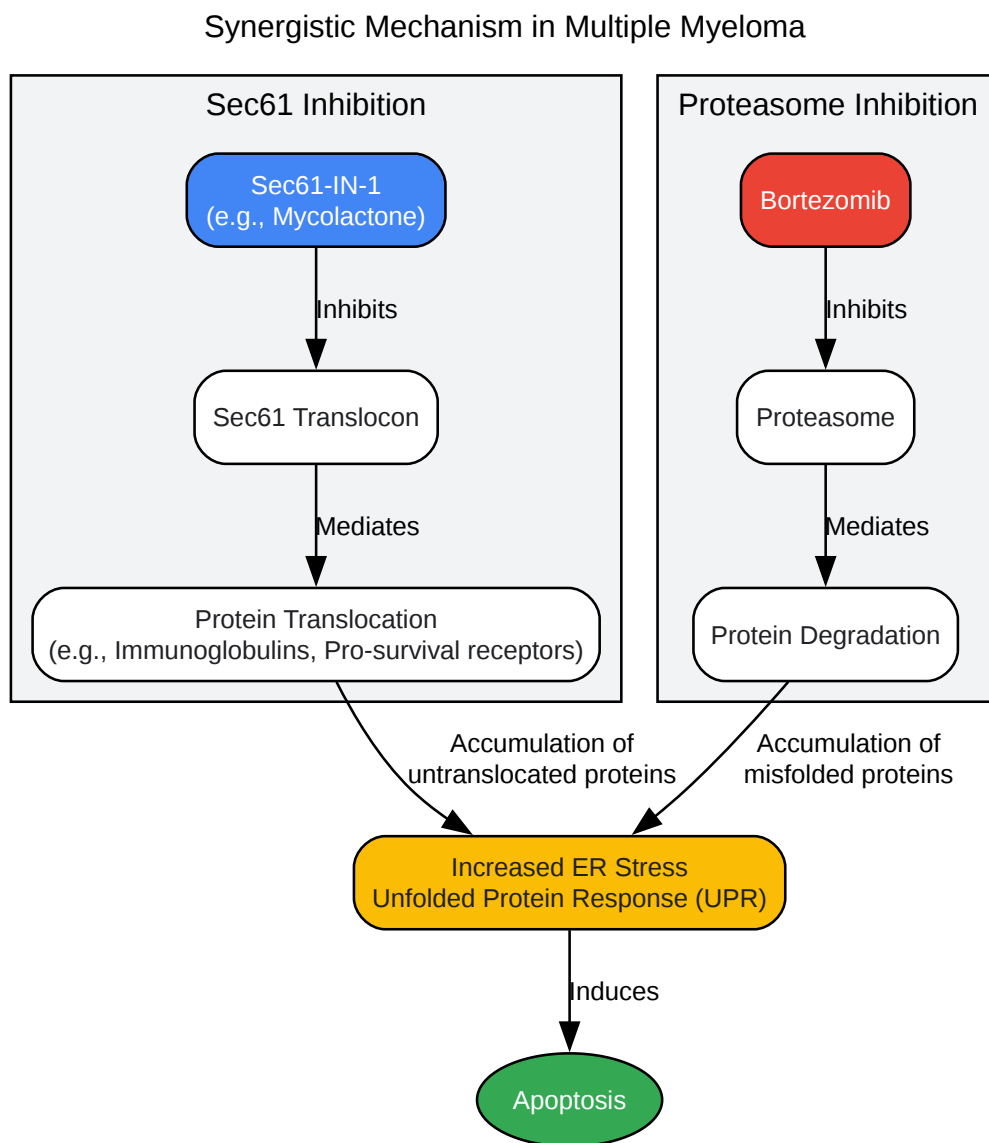 Synergistic Mechanism in Multiple Myeloma
Sec61 Inhibition
Sec61-IN-1
(e.g., Mycolactone)
Inhibits
Sec61 Translocon
Mediates
Protein Translocation
(e.g., Immunoglobulins, Pro-survival receptors)
Proteasome Inhibition
Bortezomib
Inhibits
Proteasome
Mediates
Protein Degradation
Accumulation of
untranslocated proteins
Accumulation of
misfolded proteins
Increased ER Stress
Unfolded Protein Response (UPR)
Induces
Apoptosis